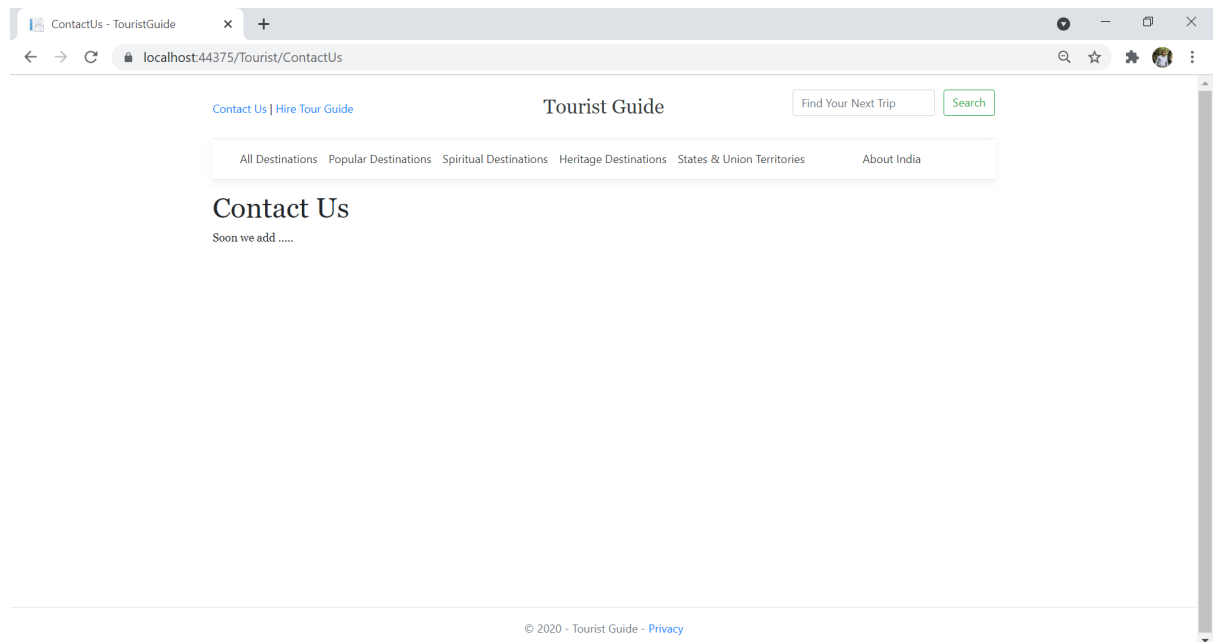 ContactUs - TouristGuide
localhost:44375/Tourist/ContactUs
Contact Us | Hire Tour Guide
Tourist Guide
Find Your Next Trip
Search
All Destinations Popular Destinations Spiritual Destinations Heritage Destinations States & Union Territories About India
Contact Us
Soon we add .....
© 2020 - Tourist Guide - Privacy